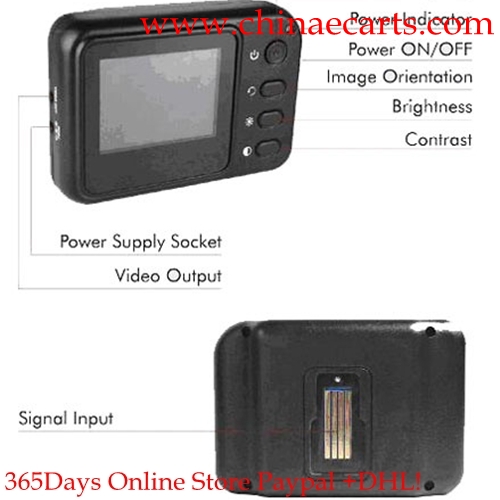 www.chinaecarts.com
Power Indicator
Power ON/OFF
Image Orientation
Brightness
Contrast
Power Supply Socket
Video Output
Signal Input
365Days Online Store Paypal +DHL!